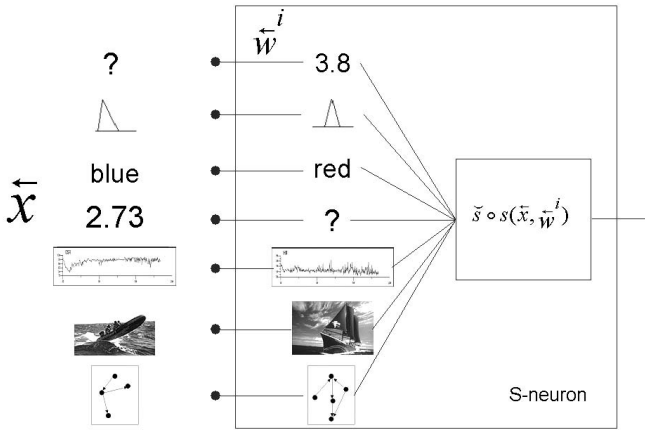 w⃖ i
? 3.8
blue red
x⃖
2.73 ?
s̆ ∘ s(x⃖, w⃖ i)
S-neuron